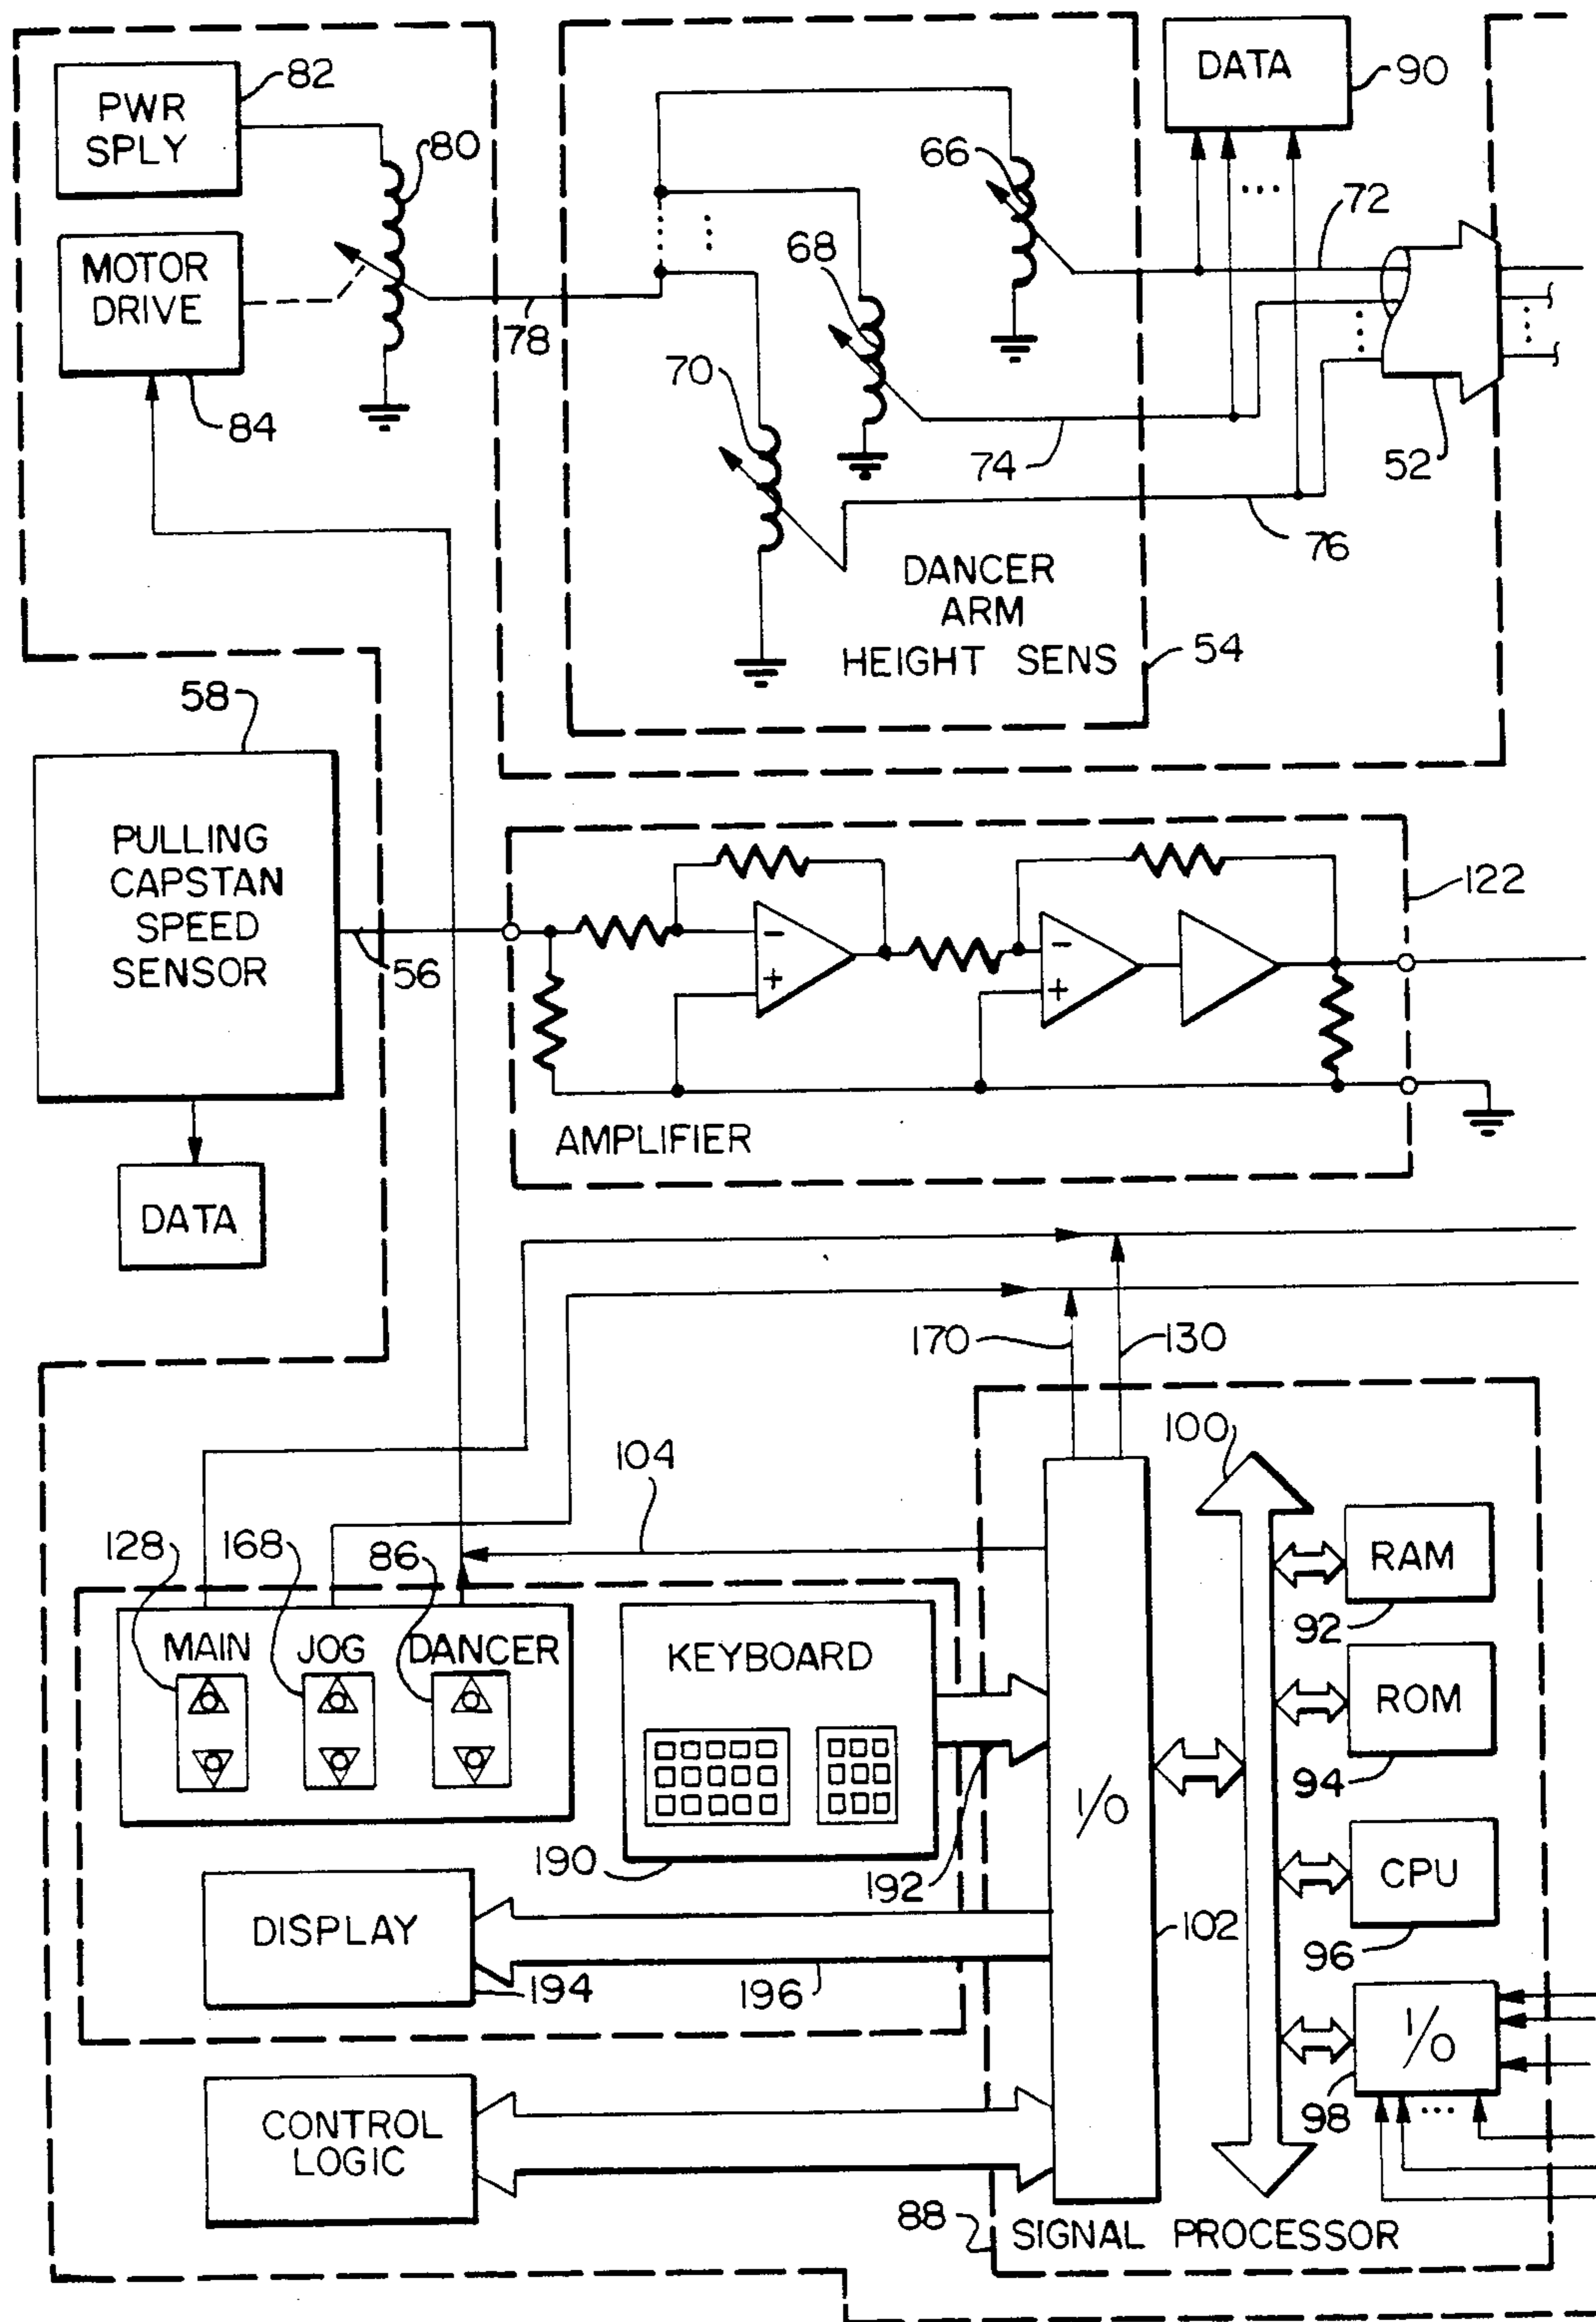 PWR
SPLY
82
80
MOTOR
DRIVE
84
78
66
68
70
DATA
90
72
74
52
76
DANCER
ARM
HEIGHT SENS
54
58
PULLING
CAPSTAN
SPEED
SENSOR
56
DATA
122
-
+
-
+
AMPLIFIER
170
130
100
104
128
168
86
MAIN
JOG
DANCER
KEYBOARD
190
192
I/O
102
RAM
92
ROM
94
CPU
96
I/O
98
DISPLAY
194
196
CONTROL
LOGIC
88
SIGNAL PROCESSOR